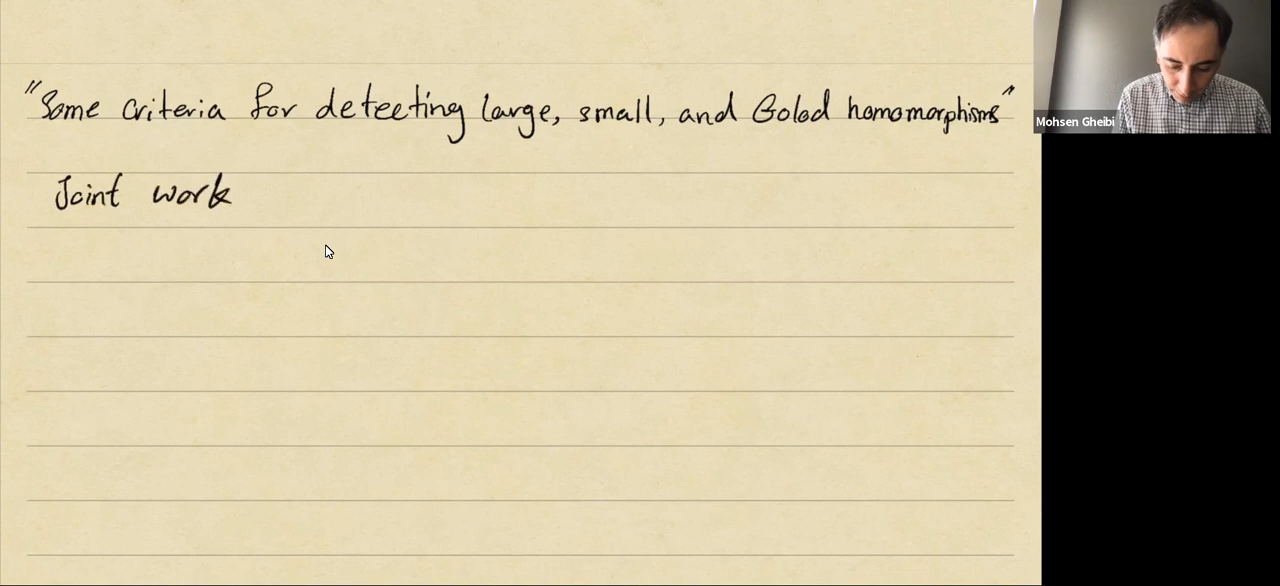 "Some criteria for detecting large, small, and Golod homomorphisms"
Mohsen Gheibi
Joint work